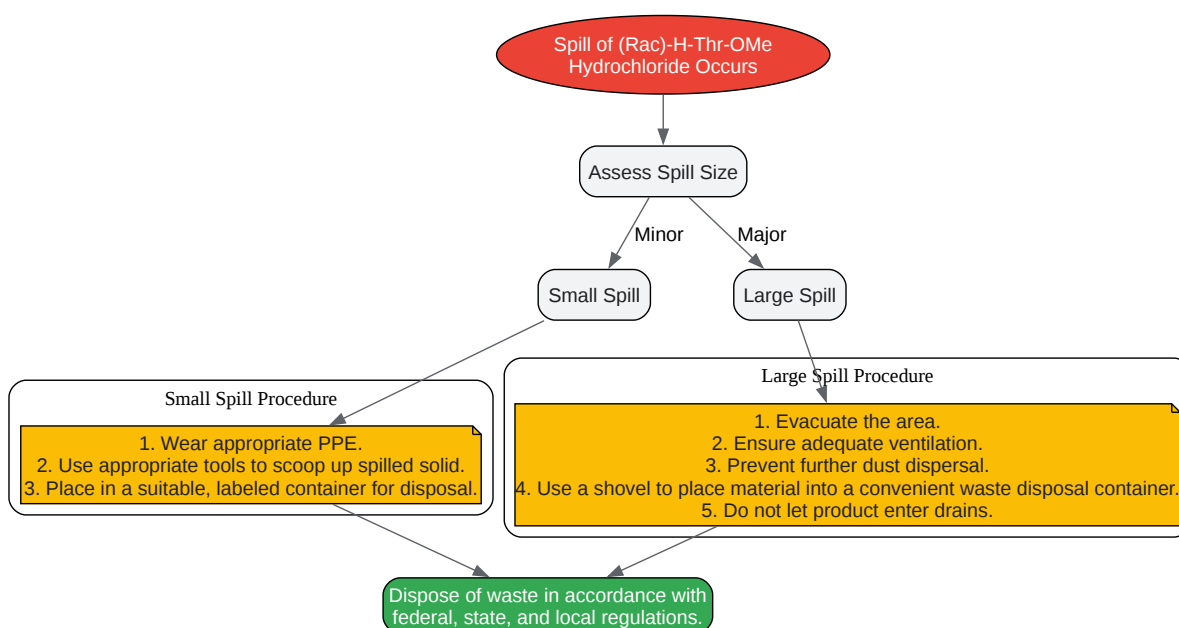 Spill of (Rac)-H-Thr-OMe
Hydrochloride Occurs
Assess Spill Size
Minor
Major
Small Spill
Large Spill
Small Spill Procedure
1. Wear appropriate PPE.
2. Use appropriate tools to scoop up spilled solid.
3. Place in a suitable, labeled container for disposal.
Large Spill Procedure
1. Evacuate the area.
2. Ensure adequate ventilation.
3. Prevent further dust dispersal.
4. Use a shovel to place material into a convenient waste disposal container.
5. Do not let product enter drains.
Dispose of waste in accordance with
federal, state, and local regulations.